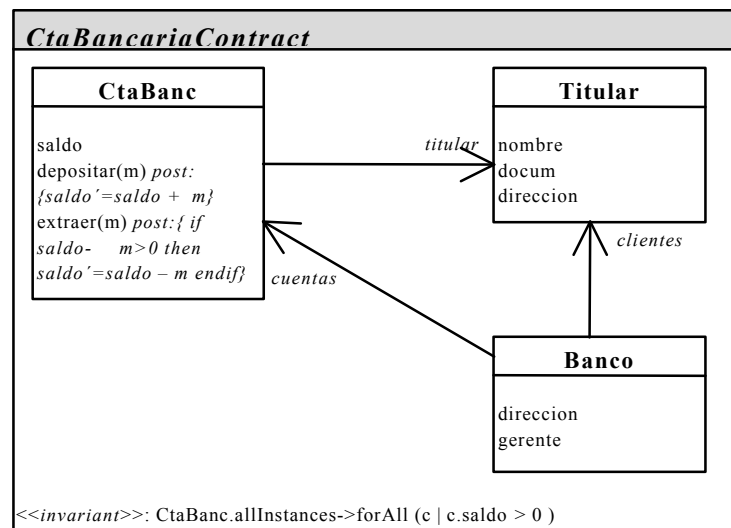 CtaBancariaContract
CtaBanc
saldo
depositar(m) post:
{saldo´=saldo + m}
extraer(m) post:{ if
saldo- m>0 then
saldo´=saldo – m endif}
titular
Titular
nombre
docum
direccion
clientes
cuentas
Banco
direccion
gerente
<<invariant>>: CtaBanc.allInstances->forAll (c | c.saldo > 0 )